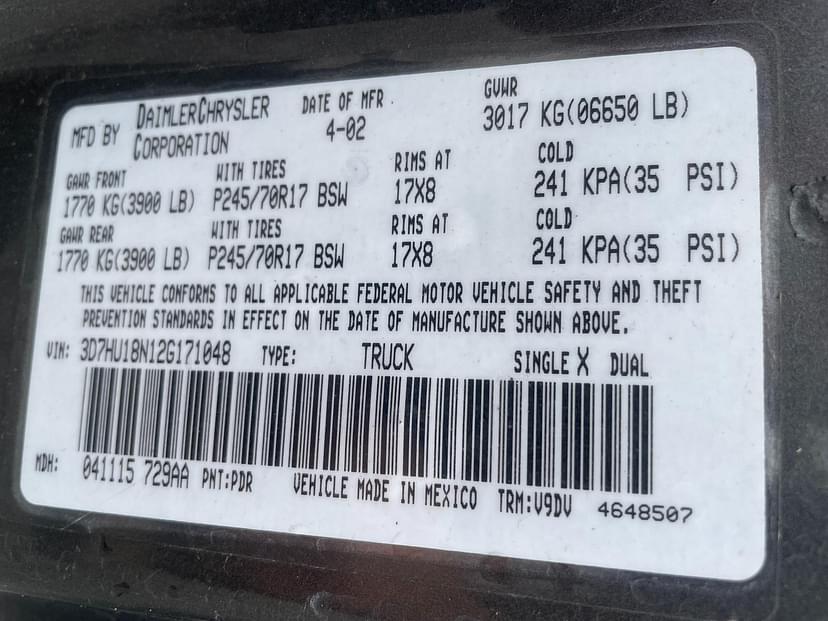 MFD BY DAIMLERCHRYSLER CORPORATION DATE OF MFR 4-02 GVWR 3017 KG(06650 LB)
GAWR FRONT WITH TIRES RIMS AT COLD
1770 KG(3900 LB) P245/70R17 BSW 17X8 241 KPA(35 PSI)
GAWR REAR WITH TIRES RIMS AT COLD
1770 KG(3900 LB) P245/70R17 BSW 17X8 241 KPA(35 PSI)
THIS VEHICLE CONFORMS TO ALL APPLICABLE FEDERAL MOTOR VEHICLE SAFETY AND THEFT
PREVENTION STANDARDS IN EFFECT ON THE DATE OF MANUFACTURE SHOWN ABOVE.
VIN: 3D7HU18N12G171048 TYPE: TRUCK SINGLE X DUAL
MDH: 041115 729AA PNT:PDR VEHICLE MADE IN MEXICO TRM:V9DV 4648507